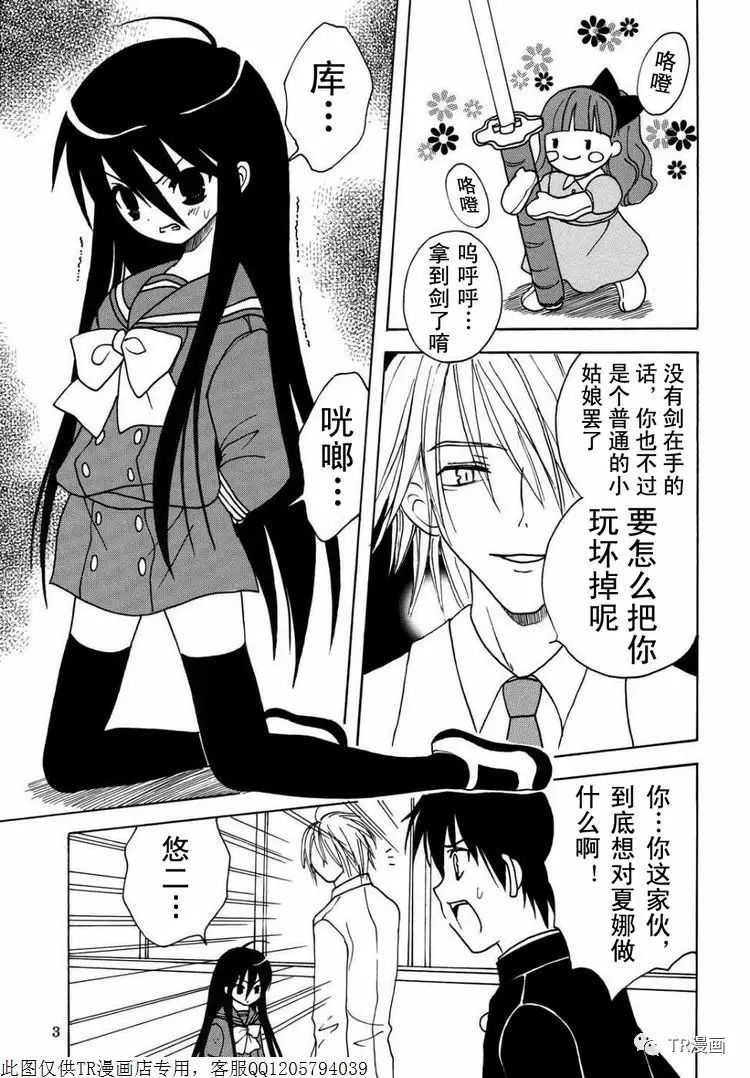 咯噔
咯噔
呜呼呼…
拿到剑了唷
库…
咣啷…
没有剑在手的
话，你也不过
是个普通的小
姑娘罢了
要怎么把你
玩坏掉呢
你…你这家伙，
到底想对夏娜做
什么啊！
悠二…
3
TR漫画
此图仅供TR漫画店专用，客服QQ1205794039